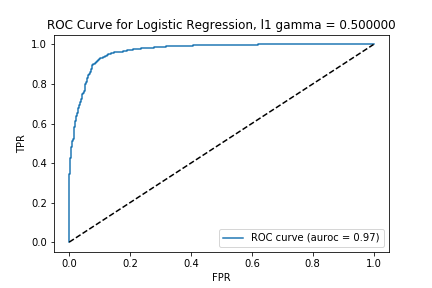 ROC Curve for Logistic Regression, l1 gamma = 0.500000
1.0
0.8
0.6
0.4
0.2
0.0
TPR
ROC curve (auroc = 0.97)
0.0 0.2 0.4 0.6 0.8 1.0
FPR